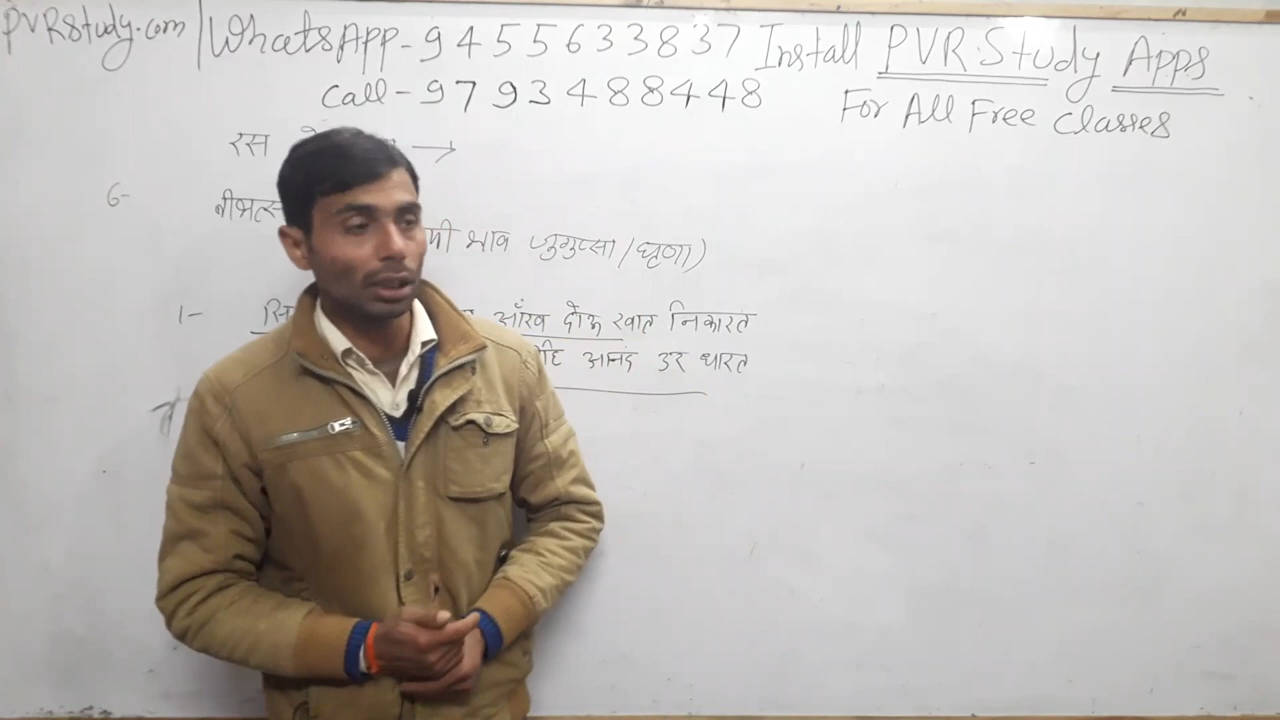 PVRStudy.com | WhatsApp - 9455633837 Install PVR Study Apps
Call - 9793488448 For All Free Classes
रस →
6- बीभत्स
यी भाव जुगुप्सा/घृणा)
1- सि आँख दोऊ खात निकारत
हि आनंद उर धारत